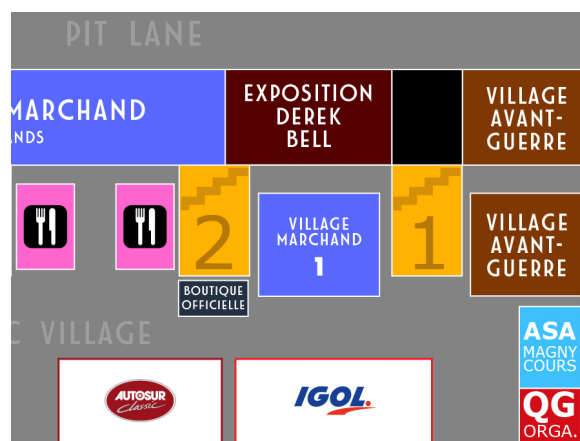 PIT LANE
MARCHAND
NDS
EXPOSITION
DEREK
BELL
VILLAGE
AVANT-
GUERRE
2
BOUTIQUE
OFFICIELLE
VILLAGE
MARCHAND
1
1
VILLAGE
AVANT-
GUERRE
C VILLAGE
AUTOSUR
Classic
IGOL.
ASA
MAGNY
COURS
QG
ORGA.